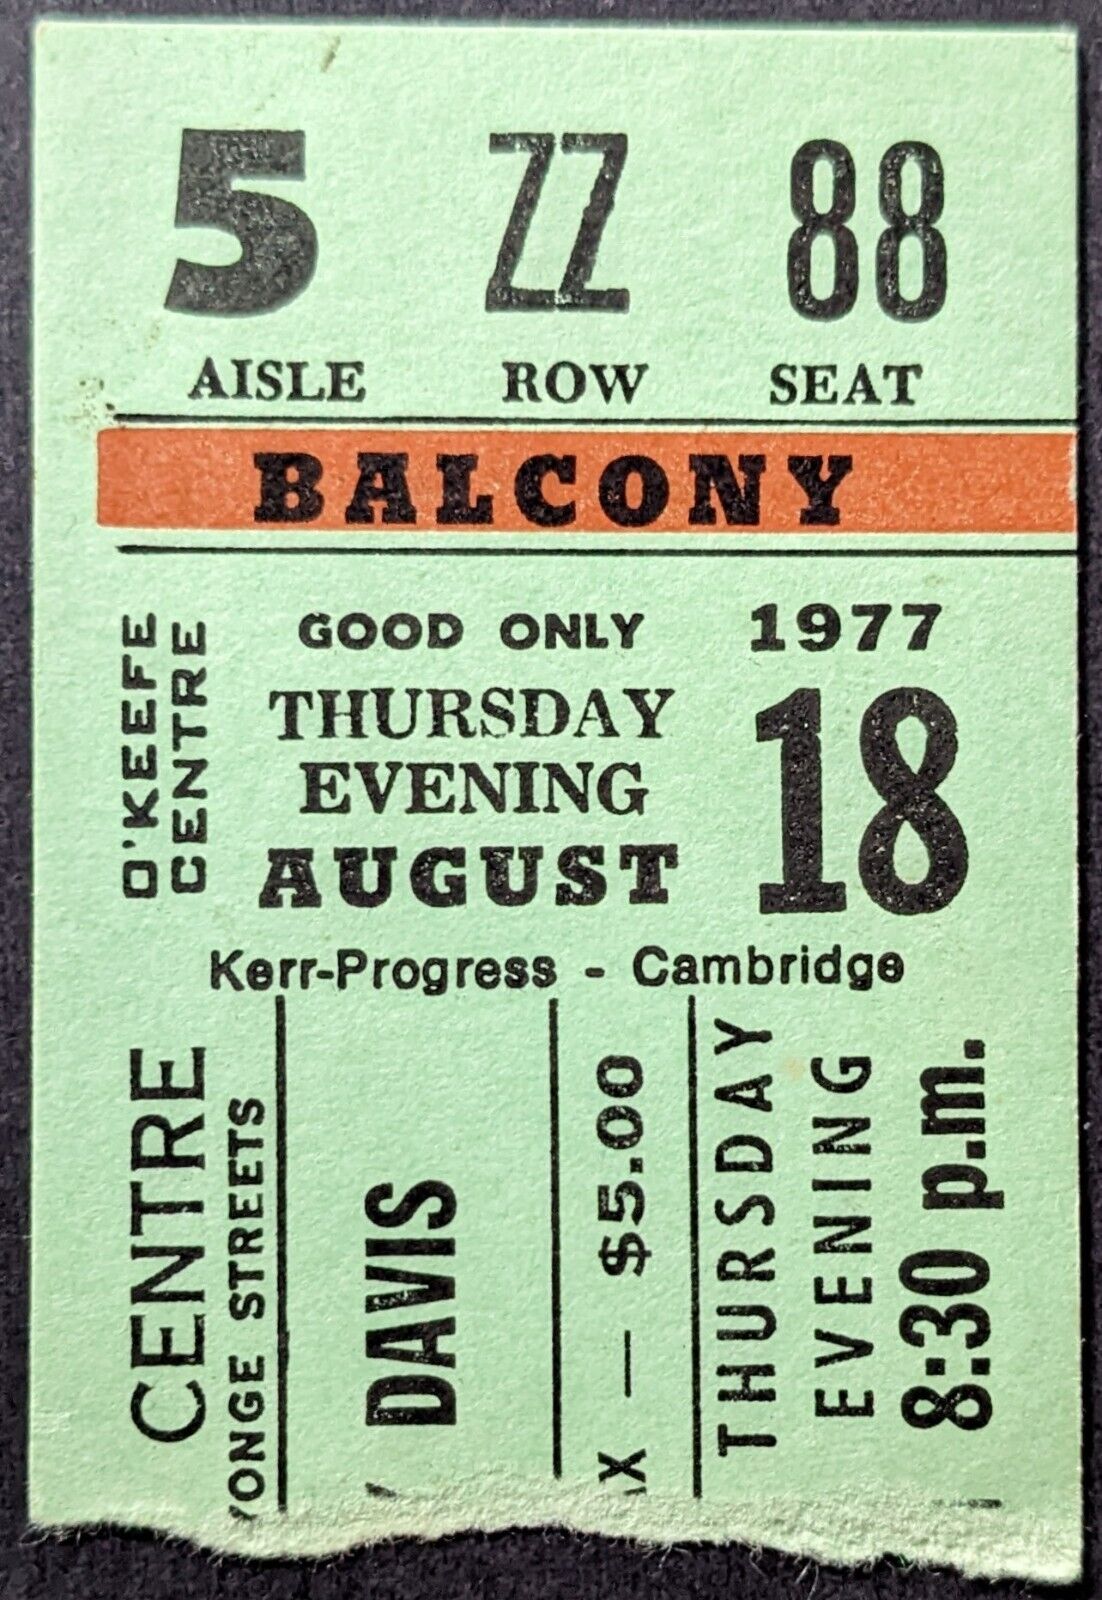 5 ZZ 88
AISLE ROW SEAT
BALCONY
O'KEEFE
CENTRE
GOOD ONLY 1977
THURSDAY 18
EVENING
AUGUST
Kerr-Progress - Cambridge
CENTRE
YONGE STREETS
DAVIS
— $5.00
THURSDAY
EVENING
8:30 p.m.